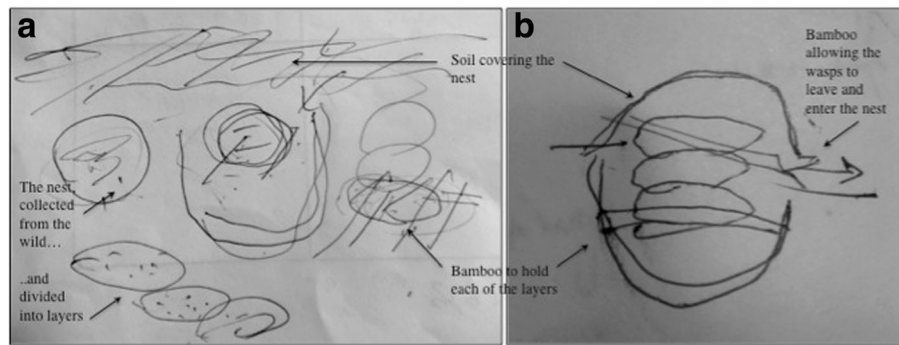 a
b
Soil covering the
nest
Bamboo
allowing the
wasps to
leave and
enter the nest
The nest,
collected
from the
wild…
..and
divided
into layers
Bamboo to hold
each of the layers